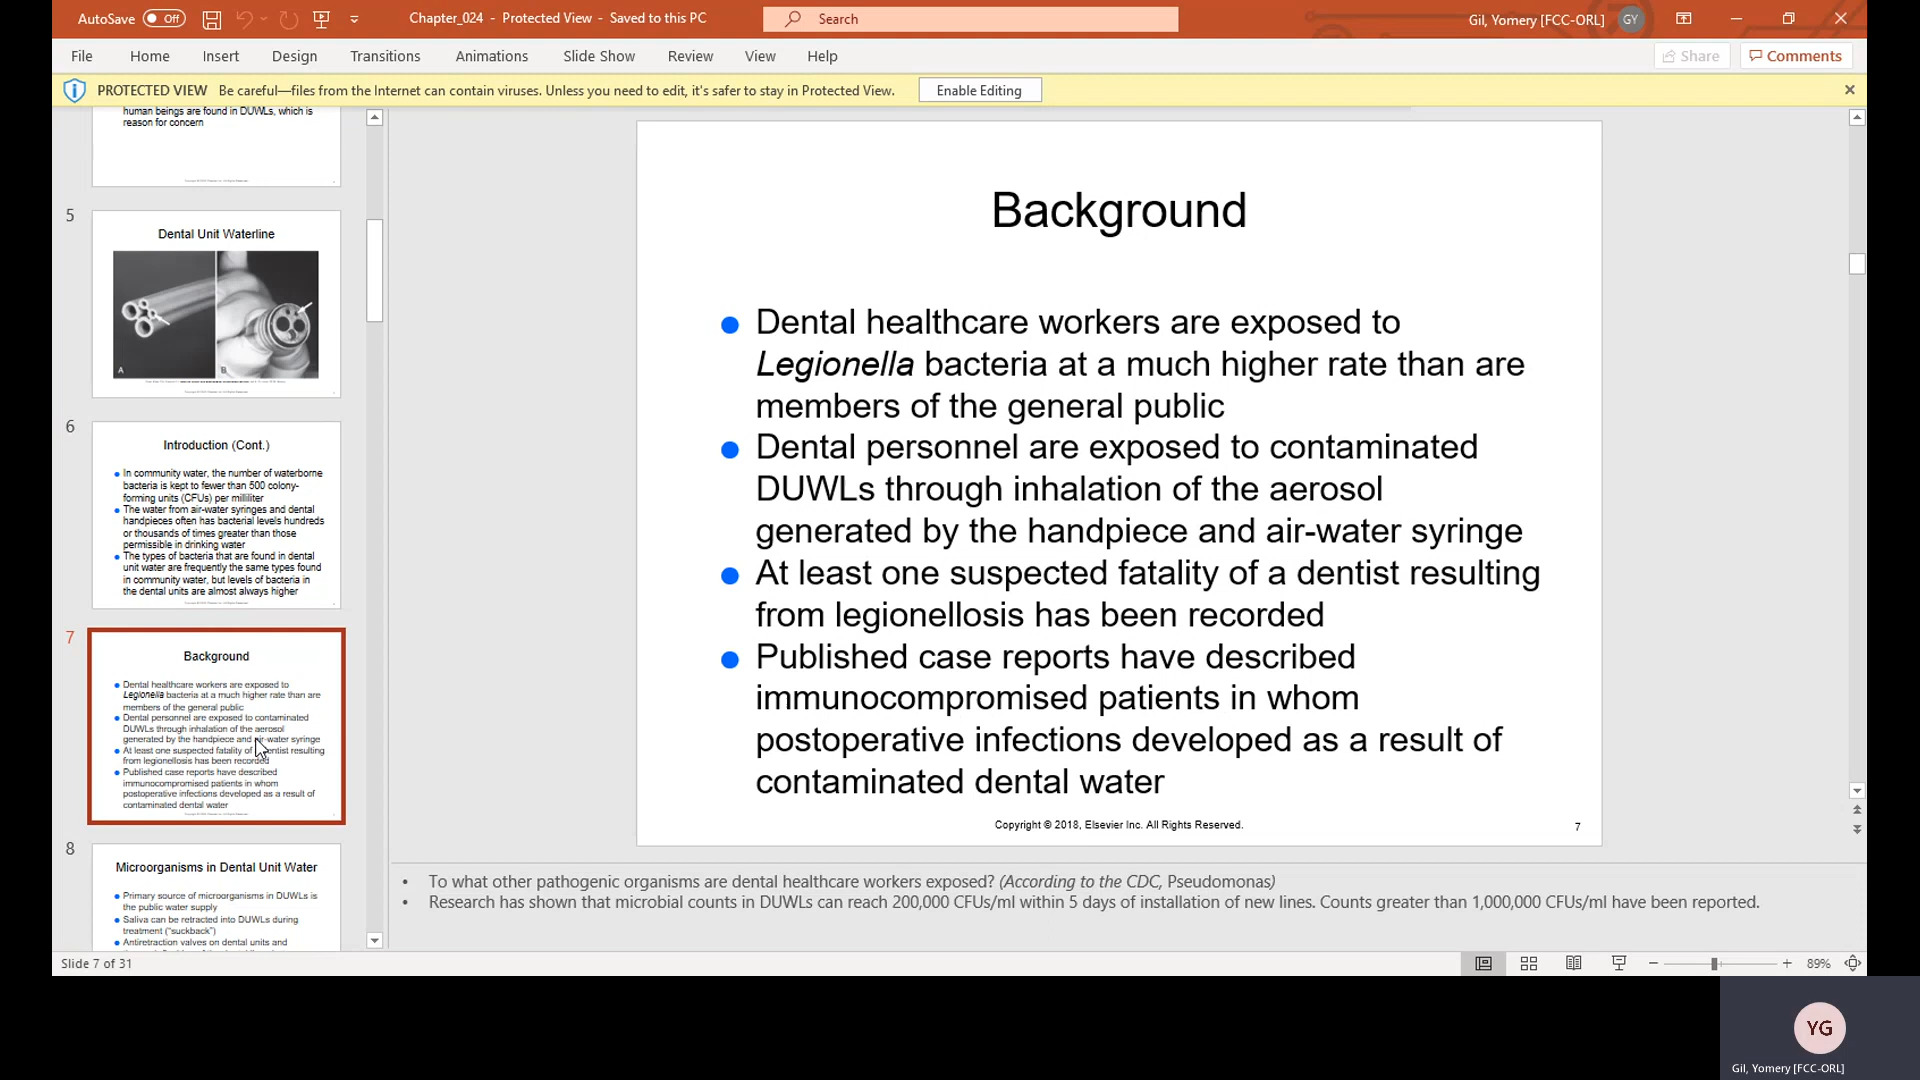 AutoSave Off Chapter_024 - Protected View - Saved to this PC Search Gil, Yomery [FCC-ORL] GY
File Home Insert Design Transitions Animations Slide Show Review View Help Share Comments
PROTECTED VIEW Be careful—files from the Internet can contain viruses. Unless you need to edit, it's safer to stay in Protected View. Enable Editing
human beings are found in DUWLs, which is
reason for concern
5
Dental Unit Waterline
A B
6
Introduction (Cont.)
In community water, the number of waterborne
bacteria is kept to fewer than 500 colony-
forming units (CFUs) per milliliter
The water from air-water syringes and dental
handpieces often has bacterial levels hundreds
or thousands of times greater than those
permissible in drinking water
The types of bacteria that are found in dental
unit water are frequently the same types found
in community water, but levels of bacteria in
the dental units are almost always higher
7
Background
Dental healthcare workers are exposed to
Legionella bacteria at a much higher rate than are
members of the general public
Dental personnel are exposed to contaminated
DUWLs through inhalation of the aerosol
generated by the handpiece and air-water syringe
At least one suspected fatality of a dentist resulting
from legionellosis has been recorded
Published case reports have described
immunocompromised patients in whom
postoperative infections developed as a result of
contaminated dental water
8
Microorganisms in Dental Unit Water
Primary source of microorganisms in DUWLs is
the public water supply
Saliva can be retracted into DUWLs during
treatment (“suckback”)
Antiretraction valves on dental units and
Background
Dental healthcare workers are exposed to
Legionella bacteria at a much higher rate than are
members of the general public
Dental personnel are exposed to contaminated
DUWLs through inhalation of the aerosol
generated by the handpiece and air-water syringe
At least one suspected fatality of a dentist resulting
from legionellosis has been recorded
Published case reports have described
immunocompromised patients in whom
postoperative infections developed as a result of
contaminated dental water
Copyright © 2018, Elsevier Inc. All Rights Reserved.
7
• To what other pathogenic organisms are dental healthcare workers exposed? (According to the CDC, Pseudomonas)
• Research has shown that microbial counts in DUWLs can reach 200,000 CFUs/ml within 5 days of installation of new lines. Counts greater than 1,000,000 CFUs/ml have been reported.
Slide 7 of 31
89%
YG
Gil, Yomery [FCC-ORL]